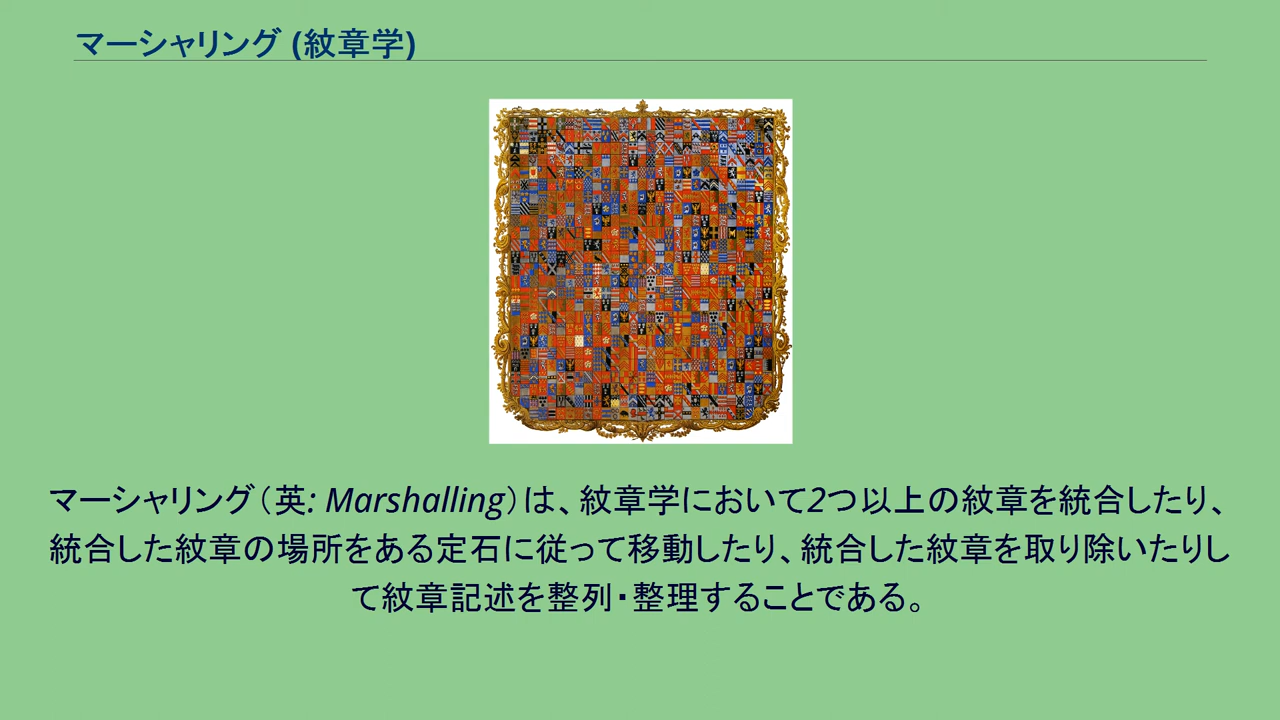 マーシャリング (紋章学)
マーシャリング（英: Marshalling）は、紋章学において2つ以上の紋章を統合したり、
統合した紋章の場所をある定石に従って移動したり、統合した紋章を取り除いたりし
て紋章記述を整列・整理することである。